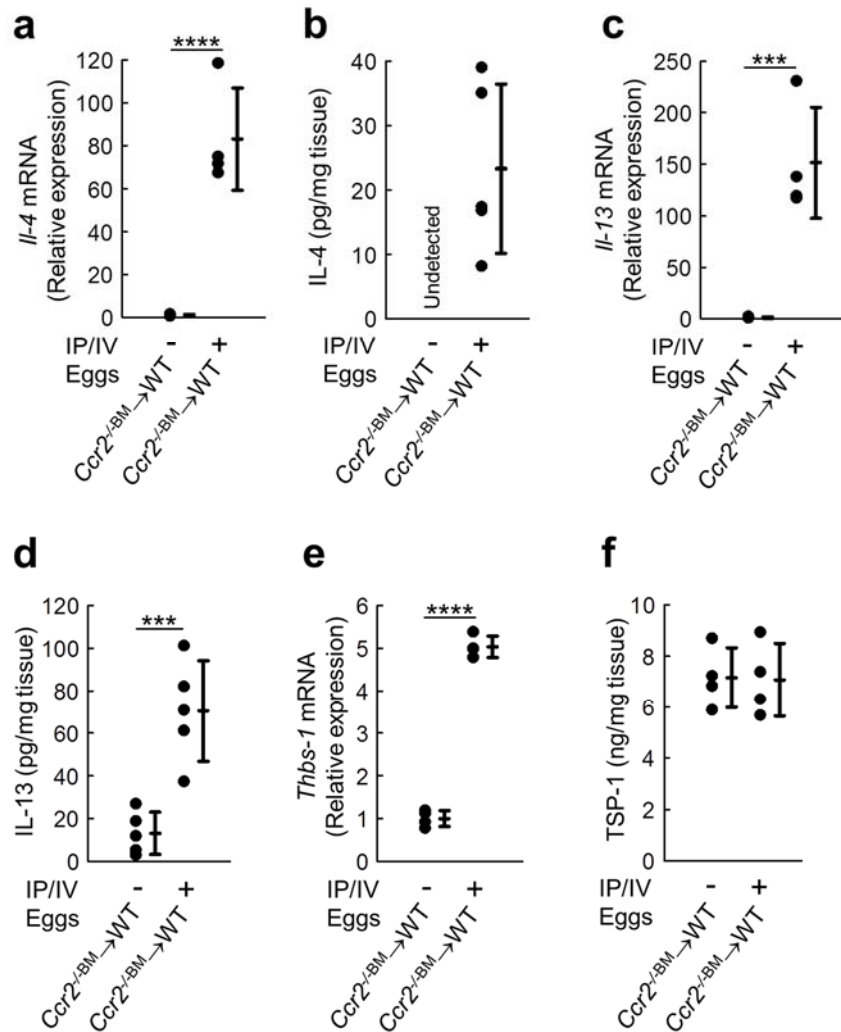 a
****
120
100
80
60
40
20
0
Il-4 mRNA
(Relative expression)
IP/IV - +
Eggs
Ccr2-/-BM→WT
Ccr2-/-BM→WT
b
40
30
20
10
0
IL-4 (pg/mg tissue)
Undetected
IP/IV - +
Eggs
Ccr2-/-BM→WT
Ccr2-/-BM→WT
c
***
250
200
150
100
50
0
Il-13 mRNA
(Relative expression)
IP/IV - +
Eggs
Ccr2-/-BM→WT
Ccr2-/-BM→WT
d
***
120
100
80
60
40
20
0
IL-13 (pg/mg tissue)
IP/IV - +
Eggs
Ccr2-/-BM→WT
Ccr2-/-BM→WT
e
****
6
5
4
3
2
1
0
Thbs-1 mRNA
(Relative expression)
IP/IV - +
Eggs
Ccr2-/-BM→WT
Ccr2-/-BM→WT
f
10
8
6
4
2
0
TSP-1 (ng/mg tissue)
IP/IV - +
Eggs
Ccr2-/-BM→WT
Ccr2-/-BM→WT